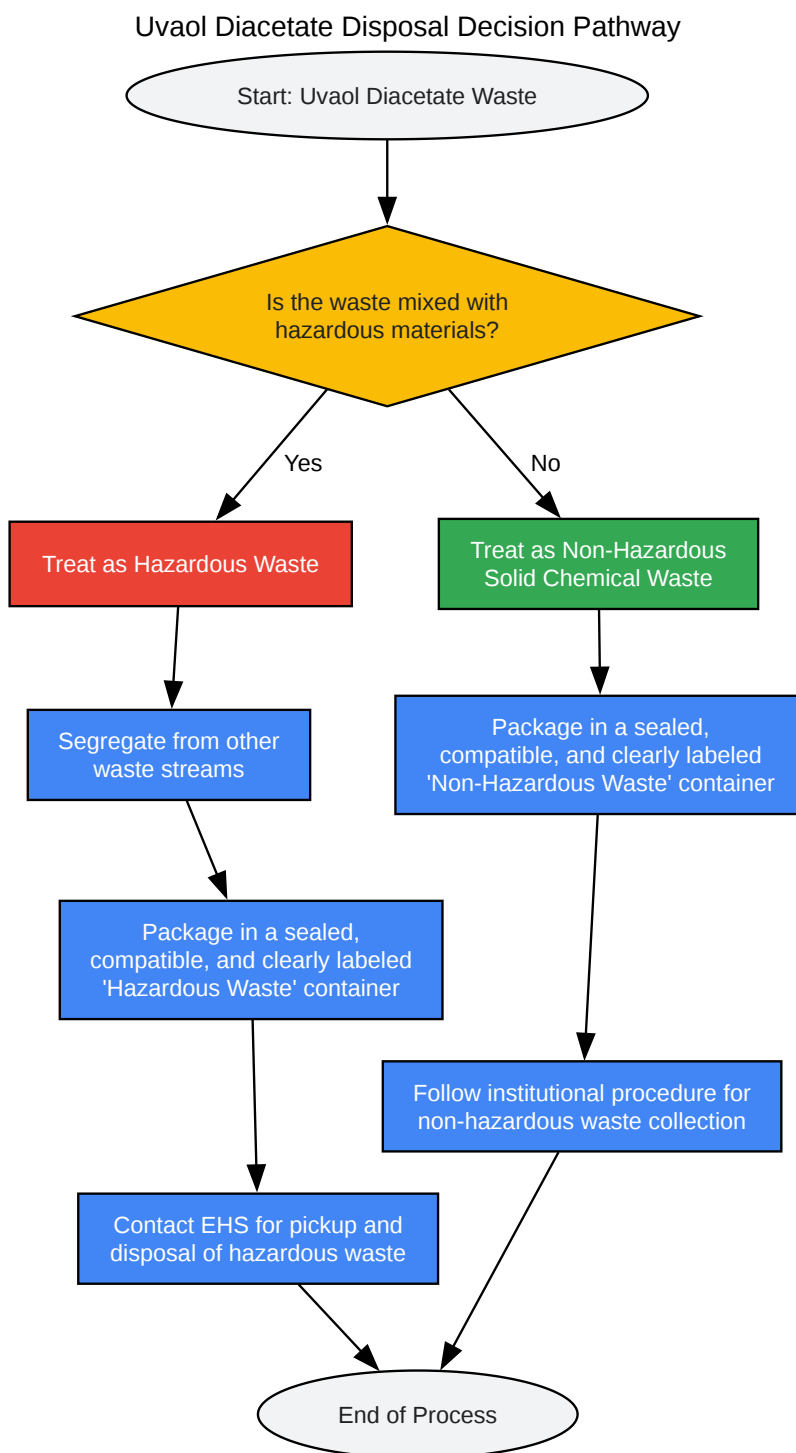 Uvaol Diacetate Disposal Decision Pathway
Start: Uvaol Diacetate Waste
Is the waste mixed with
hazardous materials?
Yes
No
Treat as Hazardous Waste
Treat as Non-Hazardous
Solid Chemical Waste
Segregate from other
waste streams
Package in a sealed,
compatible, and clearly labeled
'Non-Hazardous Waste' container
Package in a sealed,
compatible, and clearly labeled
'Hazardous Waste' container
Follow institutional procedure for
non-hazardous waste collection
Contact EHS for pickup and
disposal of hazardous waste
End of Process